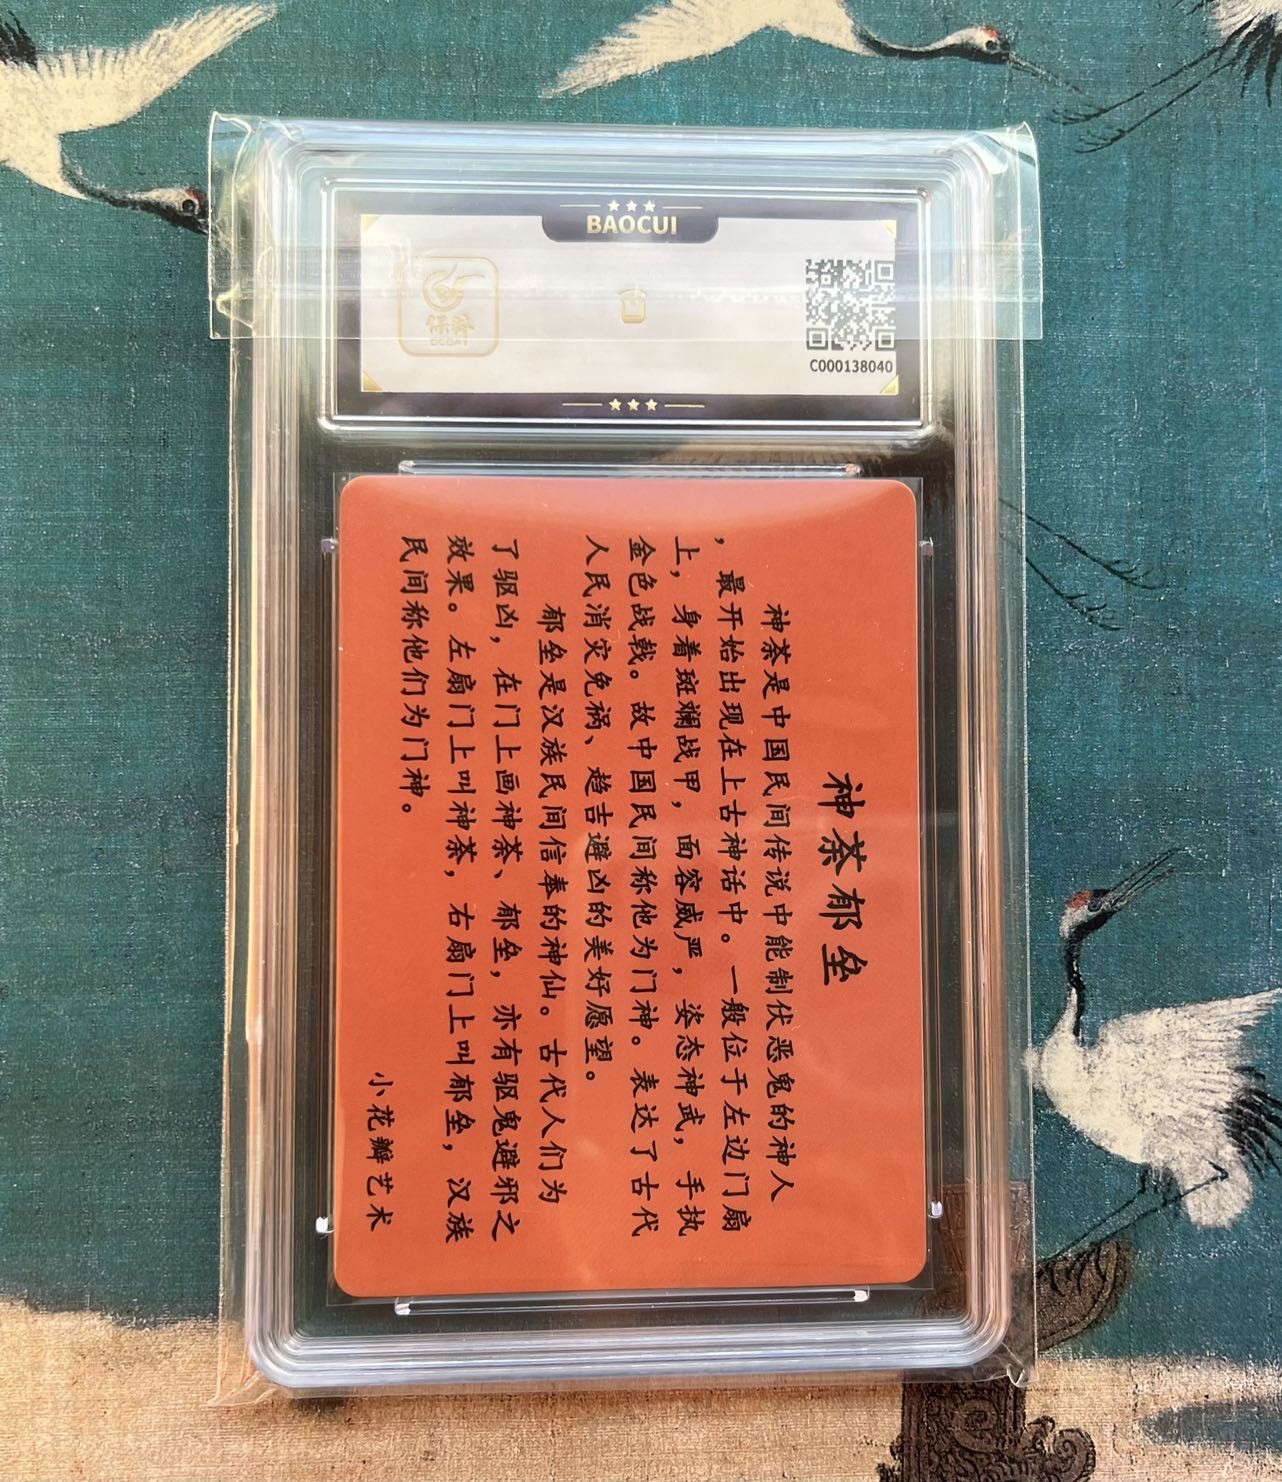 BAOCUI
C000138040
神荼郁垒
神荼是中国民间传说中能制伏恶鬼的神人
，最开始出现在上古神话中。一般位于左边门扇
上，身着斑斓战甲，面容威严，姿态神武，手执
金色战戟。故中国民间称他为门神。表达了古代
人民消灾免祸、趋吉避凶的美好愿望。
郁垒是汉族民间信奉的神仙。古代人们为
了驱凶，在门上画神荼、郁垒，亦有驱鬼避邪之
效果。左扇门上叫神荼，右扇门上叫郁垒，汉族
民间称他们为门神。
小花瓣艺术